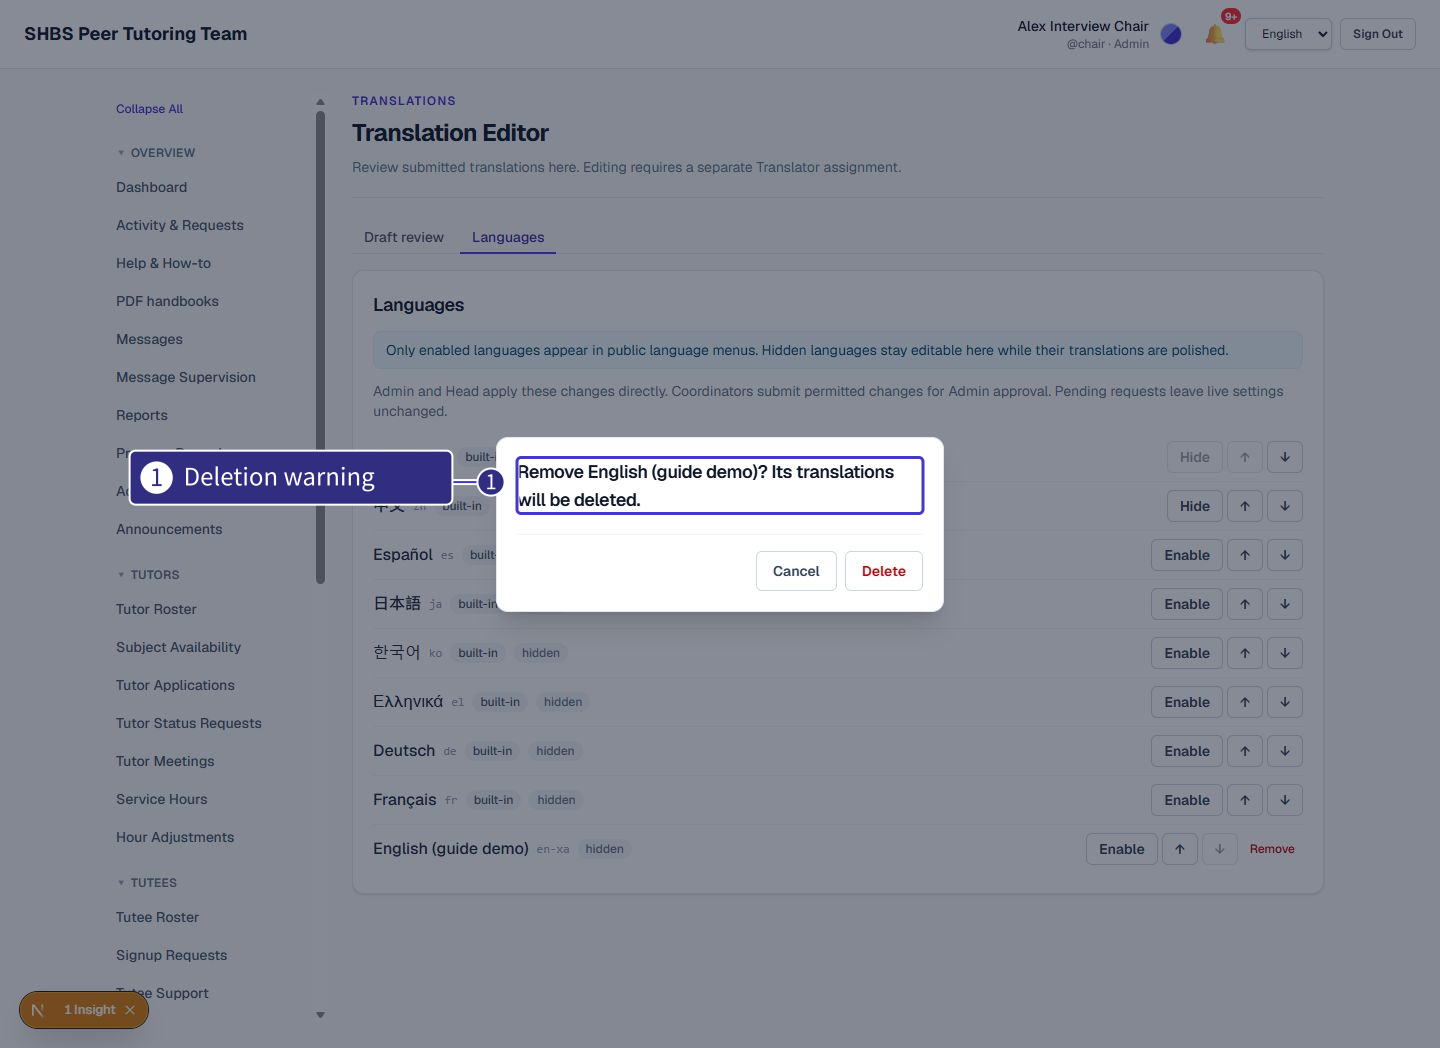 SHBS Peer Tutoring Team
Alex Interview Chair
@chair · Admin
9+
English
Sign Out
Collapse All
OVERVIEW
Dashboard
Activity & Requests
Help & How-to
PDF handbooks
Messages
Message Supervision
Reports
Announcements
TUTORS
Tutor Roster
Subject Availability
Tutor Applications
Tutor Status Requests
Tutor Meetings
Service Hours
Hour Adjustments
TUTEES
Tutee Roster
Signup Requests
Tutee Support
1 Insight
TRANSLATIONS
Translation Editor
Review submitted translations here. Editing requires a separate Translator assignment.
Draft review
Languages
Languages
Only enabled languages appear in public language menus. Hidden languages stay editable here while their translations are polished.
Admin and Head apply these changes directly. Coordinators submit permitted changes for Admin approval. Pending requests leave live settings
unchanged.
Hide ↑ ↓
中文 zh built-in Hide ↑ ↓
Español es Enable ↑ ↓
日本語 ja built-in Enable ↑ ↓
한국어 ko built-in hidden Enable ↑ ↓
Ελληνικά el built-in hidden Enable ↑ ↓
Deutsch de built-in hidden Enable ↑ ↓
Français fr built-in hidden Enable ↑ ↓
English (guide demo) en-xa hidden Enable ↑ ↓ Remove
1 Deletion warning
1
Remove English (guide demo)? Its translations
will be deleted.
Cancel
Delete